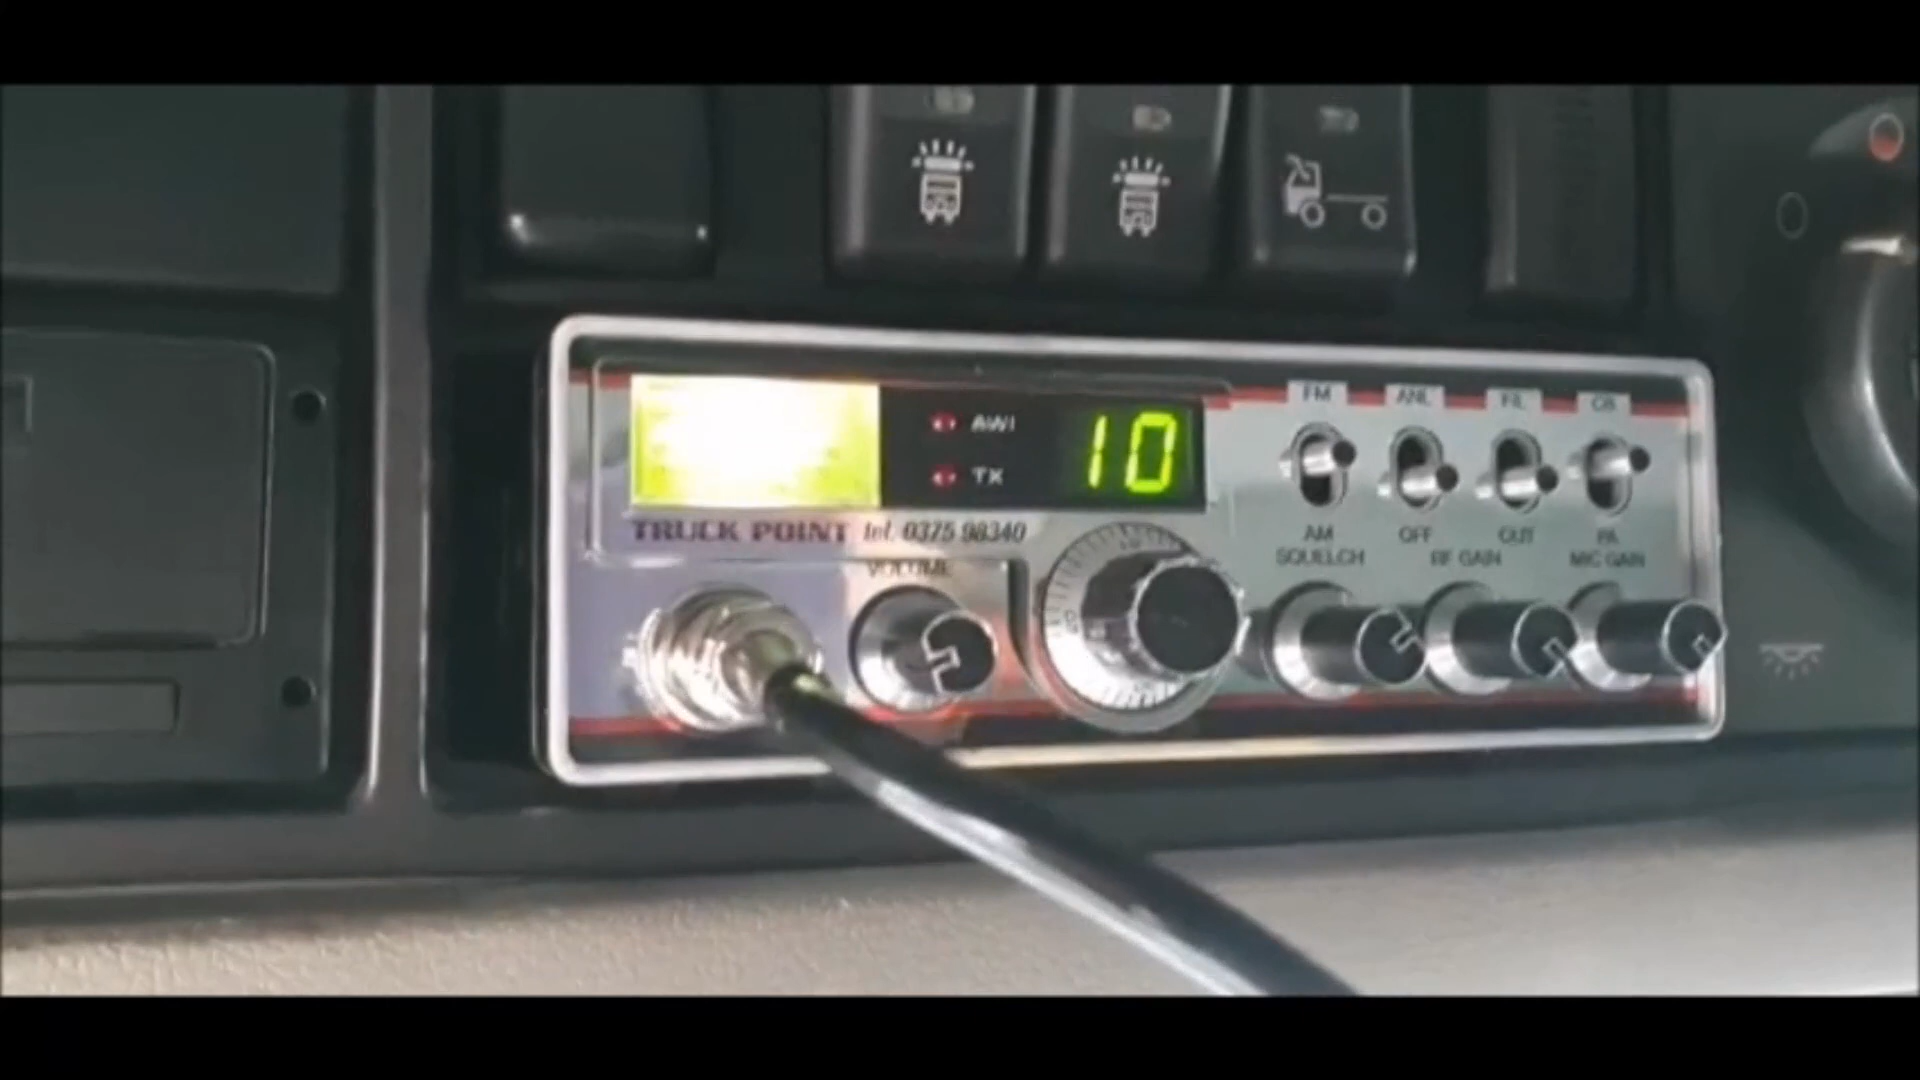 AWI
10
TX
TRUCK POINT tel. 0375 98340
VOLUME
FM ANL FIL CB
AM OFF OUT PA
SQUELCH RF GAIN MIC GAIN